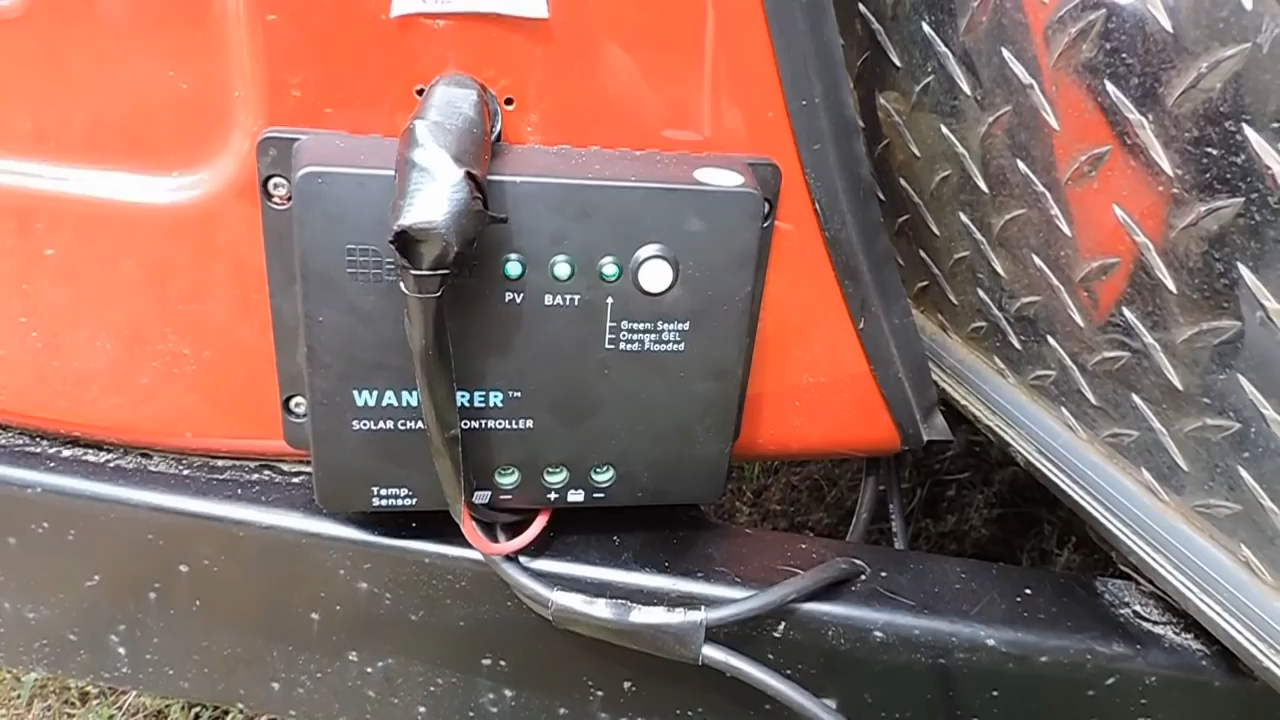 PV BATT
Green: Sealed
Orange: GEL
Red: Flooded
WAN RER™
SOLAR CHA ONTROLLER
Temp.
Sensor
− + −